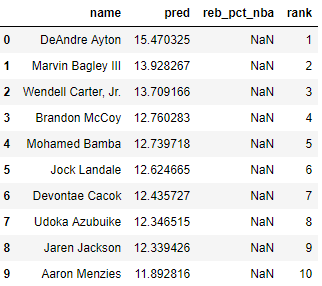 name pred reb_pct_nba rank
0 DeAndre Ayton 15.470325 NaN 1
1 Marvin Bagley III 13.928267 NaN 2
2 Wendell Carter, Jr. 13.709166 NaN 3
3 Brandon McCoy 12.760283 NaN 4
4 Mohamed Bamba 12.739718 NaN 5
5 Jock Landale 12.624665 NaN 6
6 Devontae Cacok 12.435727 NaN 7
7 Udoka Azubuike 12.346515 NaN 8
8 Jaren Jackson 12.339426 NaN 9
9 Aaron Menzies 11.892816 NaN 10